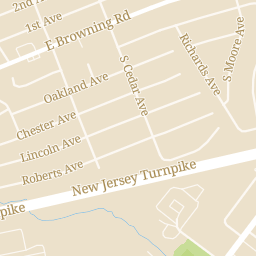 2nd A
1st Ave
E Browning Rd
Richards Ave
S Moore Ave
Oakland Ave
S Cedar Ave
Chester Ave
Lincoln Ave
Roberts Ave
New Jersey Turnpike
pike